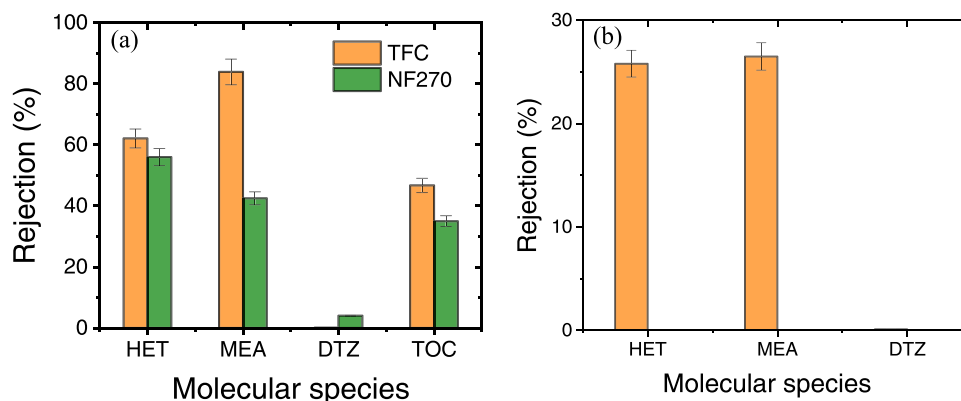 (a)
TFC
NF270
Rejection (%)
100
80
60
40
20
0
HET MEA DTZ TOC
Molecular species
(b)
Rejection (%)
30
20
10
0
HET MEA DTZ
Molecular species